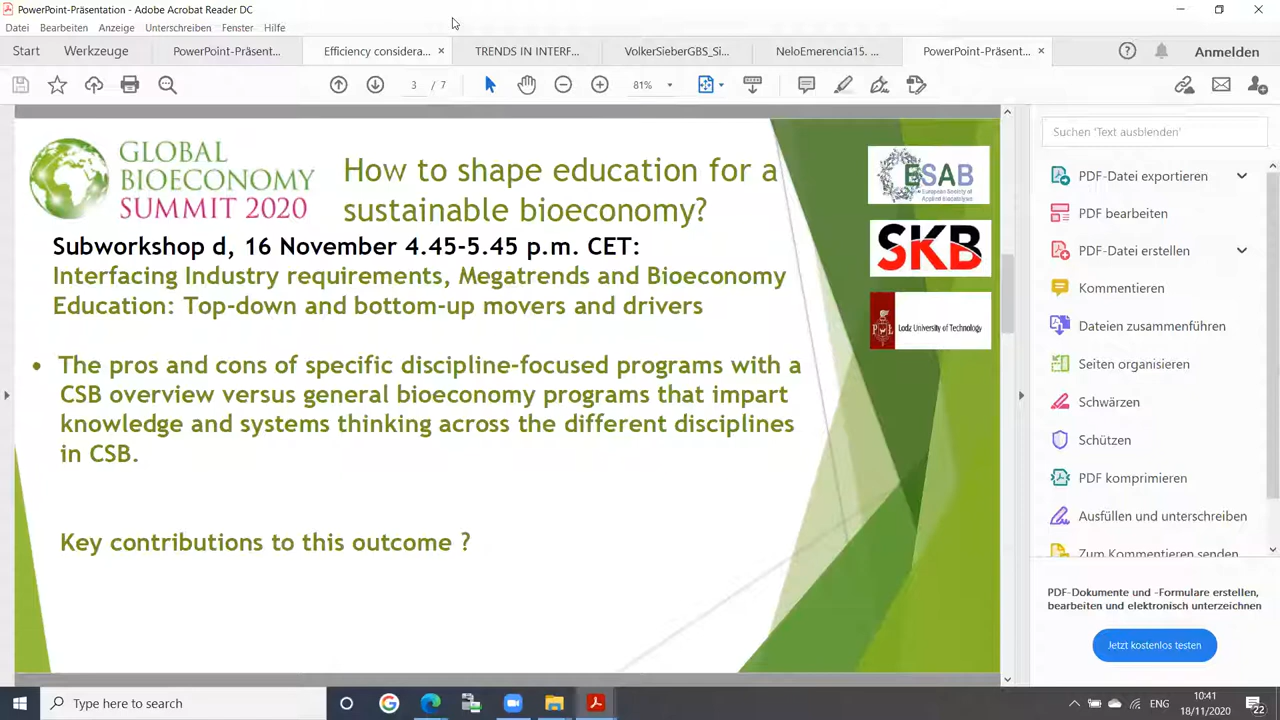 PowerPoint-Präsentation - Adobe Acrobat Reader DC
Datei Bearbeiten Anzeige Unterschreiben Fenster Hilfe
Start Werkzeuge PowerPoint-Präsent... Efficiency considera... × TRENDS IN INTERF... VolkerSieberGBS_Si... NeloEmerencia15. ... PowerPoint-Präsent... × Anmelden
3 / 7 81%
GLOBAL
BIOECONOMY
SUMMIT 2020
How to shape education for a
sustainable bioeconomy?
Subworkshop d, 16 November 4.45-5.45 p.m. CET:
Interfacing Industry requirements, Megatrends and Bioeconomy
Education: Top-down and bottom-up movers and drivers
• The pros and cons of specific discipline-focused programs with a
CSB overview versus general bioeconomy programs that impart
knowledge and systems thinking across the different disciplines
in CSB.
Key contributions to this outcome ?
ESAB
European Society of
Applied Biocatalysis
SKB
Lodz University of Technology
Suchen 'Text ausblenden'
PDF-Datei exportieren
PDF bearbeiten
PDF-Datei erstellen
Kommentieren
Dateien zusammenführen
Seiten organisieren
Schwärzen
Schützen
PDF komprimieren
Ausfüllen und unterschreiben
Zum Kommentieren senden
PDF-Dokumente und -Formulare erstellen,
bearbeiten und elektronisch unterzeichnen
Jetzt kostenlos testen
Type here to search
ENG
10:41
18/11/2020
22